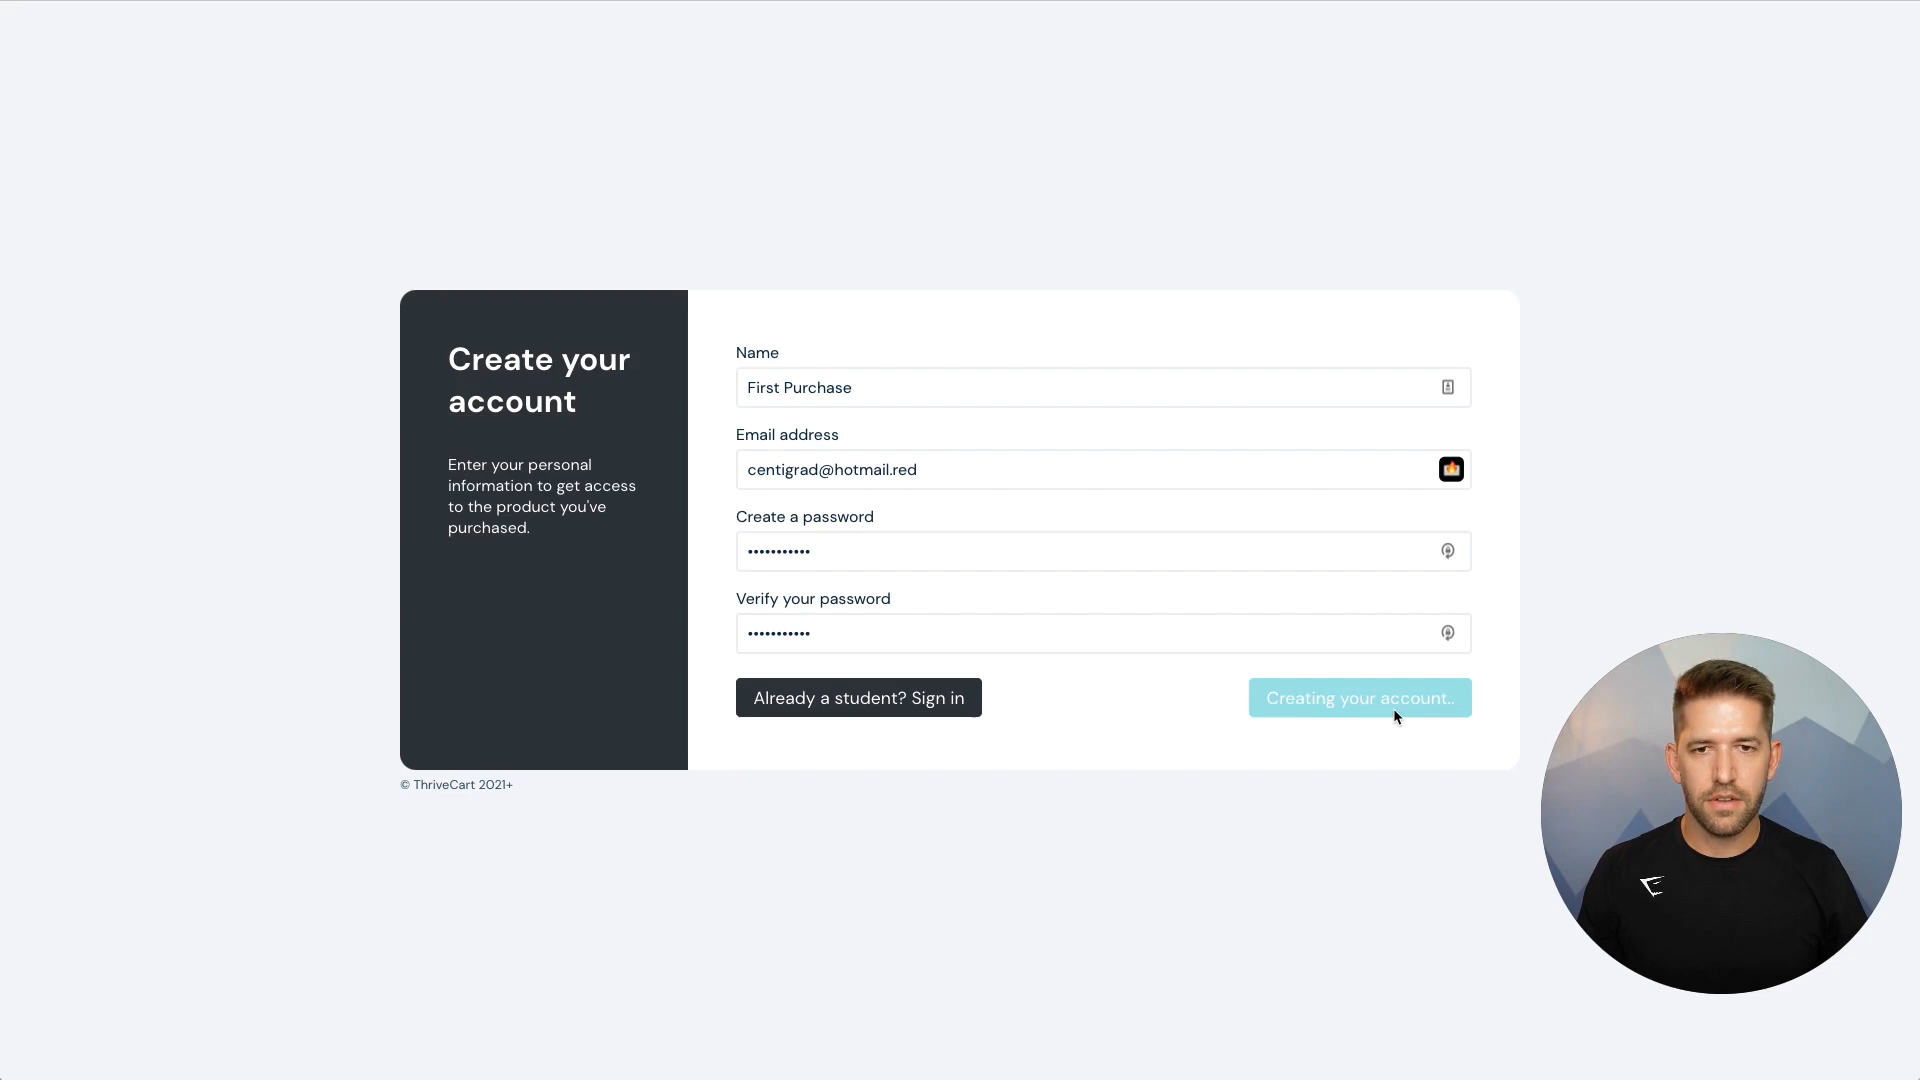 Create your
account
Enter your personal
information to get access
to the product you've
purchased.
Name
First Purchase
Email address
centigrad@hotmail.red
Create a password
•••••••••••
Verify your password
•••••••••••
Already a student? Sign in
Creating your account..
© ThriveCart 2021+